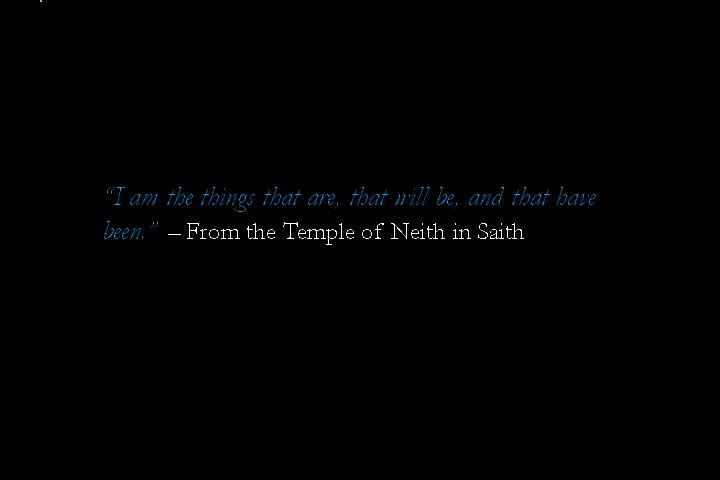 “I am the things that are, that will be, and that have
been.” – From the Temple of Neith in Saith